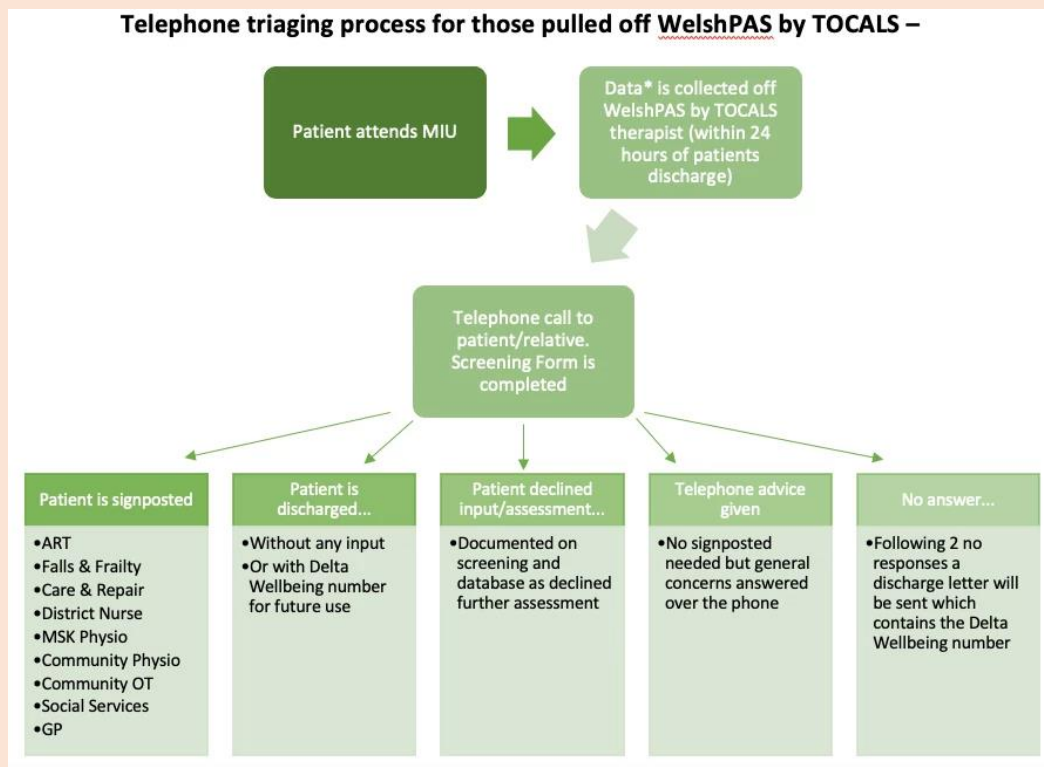 Telephone triaging process for those pulled off WelshPAS by TOCALS –
Patient attends MIU
Data* is collected off
WelshPAS by TOCALS
therapist (within 24
hours of patients
discharge)
Telephone call to
patient/relative.
Screening Form is
completed
Patient is signposted
•ART
•Falls & Frailty
•Care & Repair
•District Nurse
•MSK Physio
•Community Physio
•Community OT
•Social Services
•GP
Patient is
discharged...
•Without any input
•Or with Delta
Wellbeing number
for future use
Patient declined
input/assessment...
•Documented on
screening and
database as declined
further assessment
Telephone advice
given
•No signposted
needed but general
concerns answered
over the phone
No answer...
•Following 2 no
responses a
discharge letter will
be sent which
contains the Delta
Wellbeing number